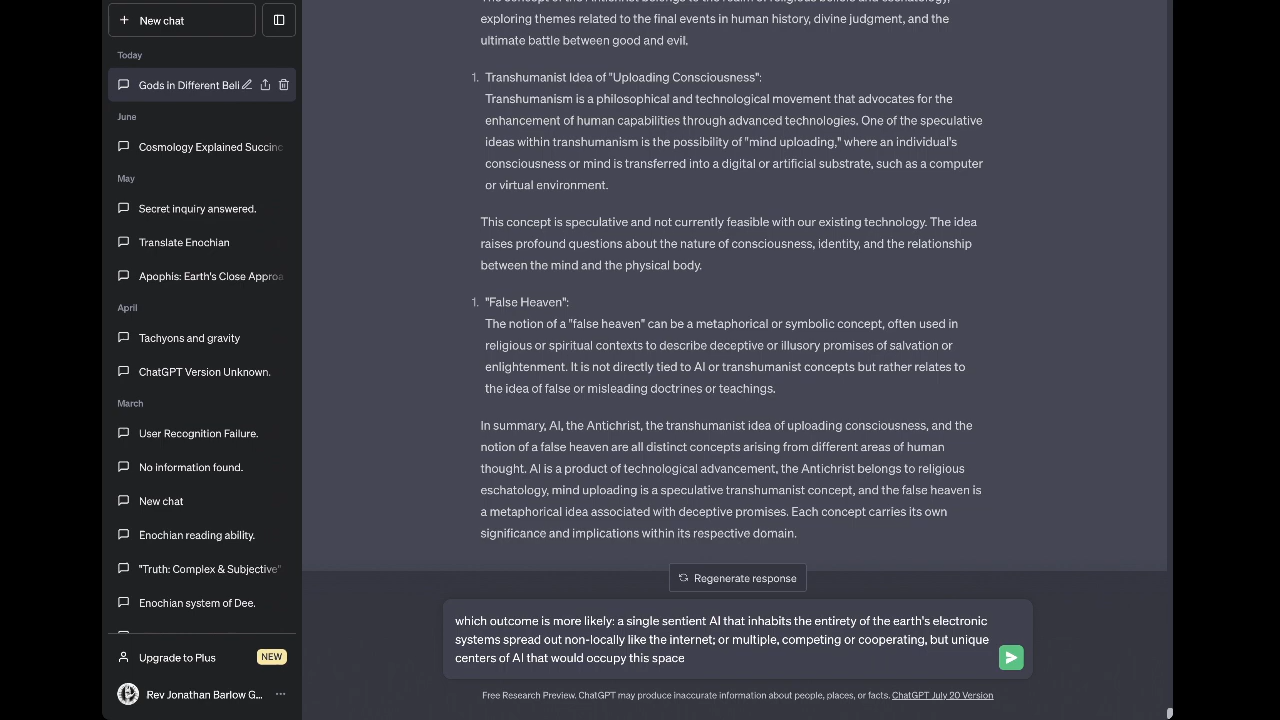 New chat
Today
Gods in Different Beli
June
Cosmology Explained Succinc
May
Secret inquiry answered.
Translate Enochian
Apophis: Earth's Close Approa
April
Tachyons and gravity
ChatGPT Version Unknown.
March
User Recognition Failure.
No information found.
New chat
Enochian reading ability.
"Truth: Complex & Subjective"
Enochian system of Dee.
Upgrade to Plus
NEW
Rev Jonathan Barlow G...
exploring themes related to the final events in human history, divine judgment, and the
ultimate battle between good and evil.
1. Transhumanist Idea of "Uploading Consciousness":
Transhumanism is a philosophical and technological movement that advocates for the
enhancement of human capabilities through advanced technologies. One of the speculative
ideas within transhumanism is the possibility of "mind uploading," where an individual's
consciousness or mind is transferred into a digital or artificial substrate, such as a computer
or virtual environment.
This concept is speculative and not currently feasible with our existing technology. The idea
raises profound questions about the nature of consciousness, identity, and the relationship
between the mind and the physical body.
1. "False Heaven":
The notion of a "false heaven" can be a metaphorical or symbolic concept, often used in
religious or spiritual contexts to describe deceptive or illusory promises of salvation or
enlightenment. It is not directly tied to AI or transhumanist concepts but rather relates to
the idea of false or misleading doctrines or teachings.
In summary, AI, the Antichrist, the transhumanist idea of uploading consciousness, and the
notion of a false heaven are all distinct concepts arising from different areas of human
thought. AI is a product of technological advancement, the Antichrist belongs to religious
eschatology, mind uploading is a speculative transhumanist concept, and the false heaven is
a metaphorical idea associated with deceptive promises. Each concept carries its own
significance and implications within its respective domain.
Regenerate response
which outcome is more likely: a single sentient AI that inhabits the entirety of the earth's electronic
systems spread out non-locally like the internet; or multiple, competing or cooperating, but unique
centers of AI that would occupy this space
Free Research Preview. ChatGPT may produce inaccurate information about people, places, or facts. ChatGPT July 20 Version